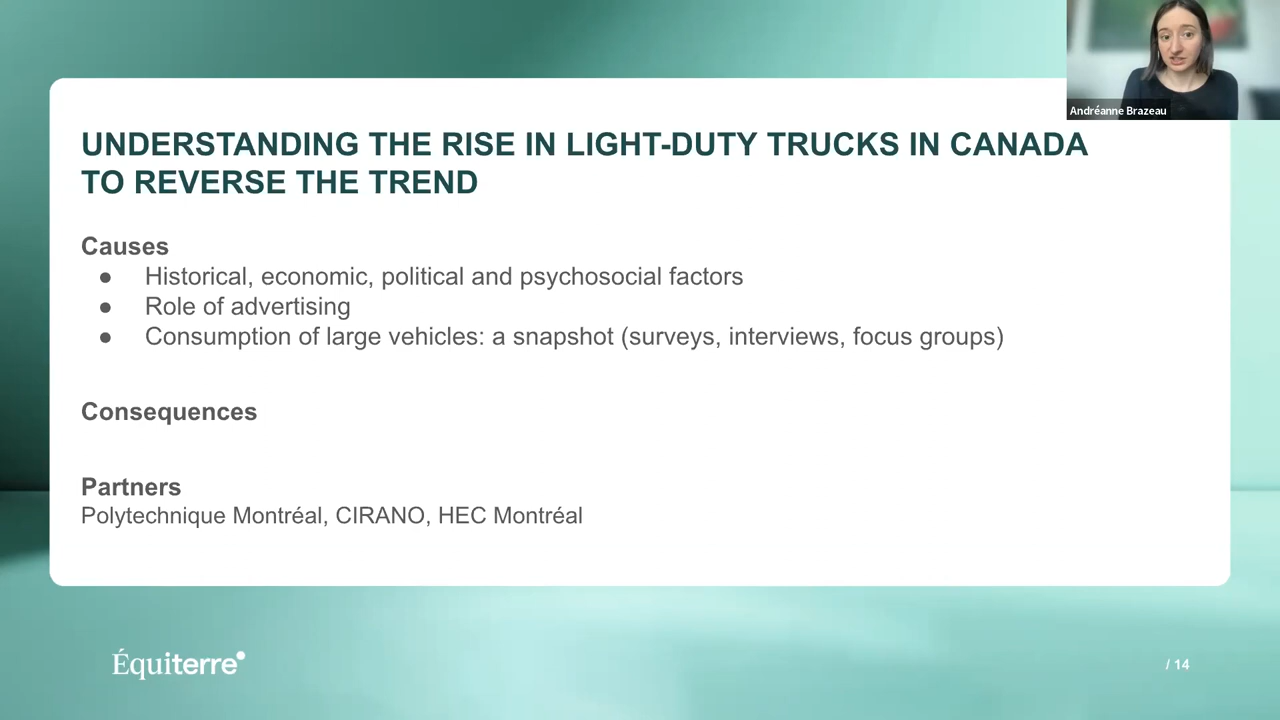 Andréanne Brazeau
UNDERSTANDING THE RISE IN LIGHT-DUTY TRUCKS IN CANADA
TO REVERSE THE TREND
Causes
● Historical, economic, political and psychosocial factors
● Role of advertising
● Consumption of large vehicles: a snapshot (surveys, interviews, focus groups)
Consequences
Partners
Polytechnique Montréal, CIRANO, HEC Montréal
Équiterre
/ 14